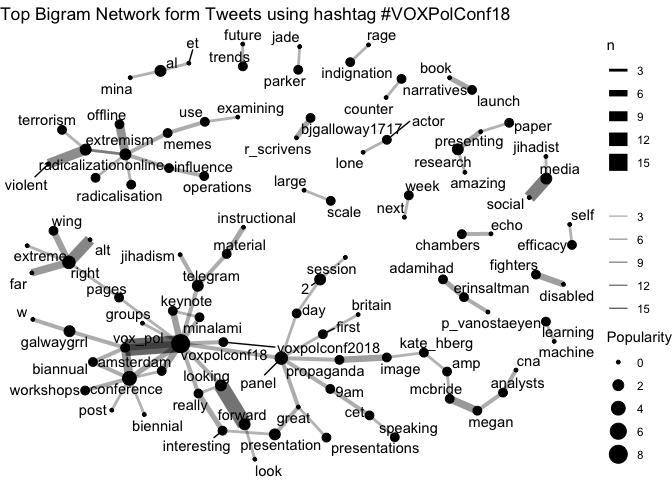 Top Bigram Network form Tweets using hashtag #VOXPolConf18
et
al
mina
future
trends
jade
parker
rage
indignation
counter
narratives
book
launch
terrorism
offline
use
examining
extremism
memes
radicalization
online
influence
violent
radicalisation
operations
bjgalloway1717
r_scrivens
actor
lone
presenting
paper
research
amazing
jihadist
media
social
large
scale
week
next
wing
alt
extreme
right
far
pages
instructional
material
jihadism
telegram
keynote
groups
minalami
session
2
day
britain
first
echo
chambers
self
efficacy
adamihad
erinsaltman
p_vanostaeyen
fighters
disabled
learning
machine
w
galwaygrrl
vox_pol
voxpolconf18
voxpolconf2018
biannual
amsterdam
workshops
conference
post
biennial
looking
really
forward
interesting
look
panel
propaganda
image
kate_hberg
amp
mcbride
megan
analysts
cna
9am
great
cet
speaking
presentation
presentations
n
3
6
9
12
15
3
6
9
12
15
Popularity
0
2
4
6
8